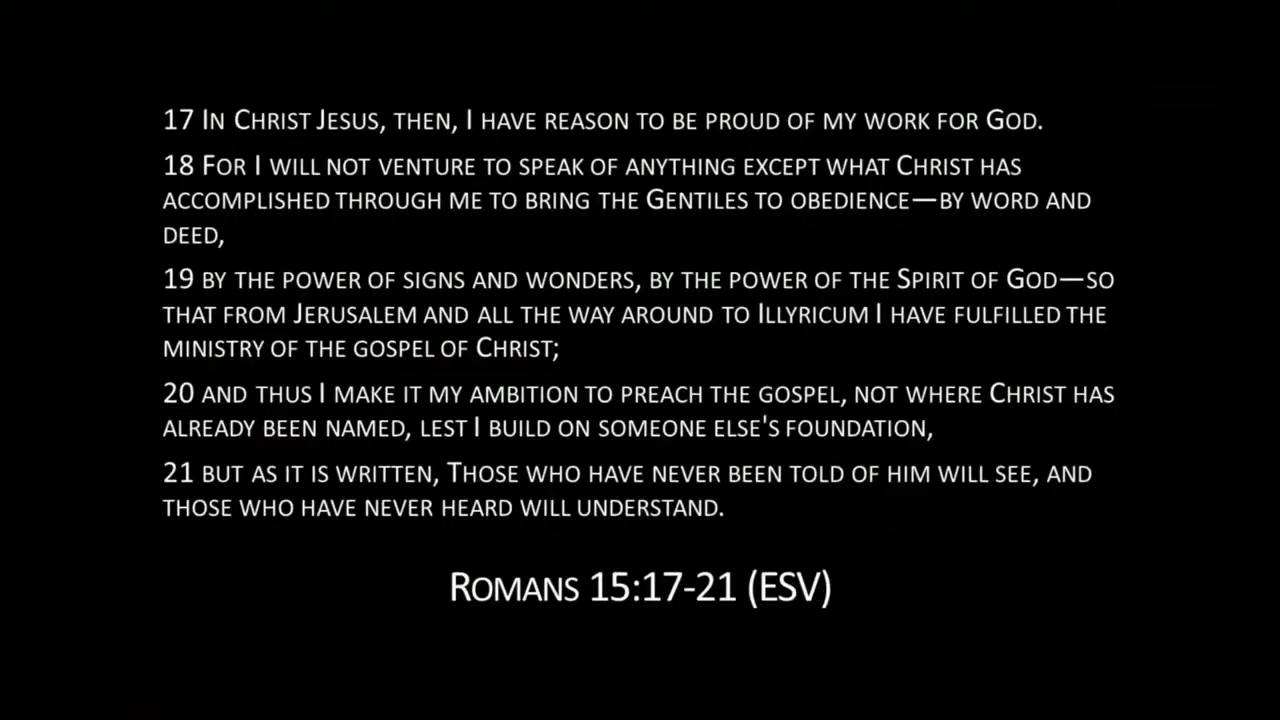 17 In Christ Jesus, then, I have reason to be proud of my work for God.
18 For I will not venture to speak of anything except what Christ has
accomplished through me to bring the Gentiles to obedience—by word and
deed,
19 by the power of signs and wonders, by the power of the Spirit of God—so
that from Jerusalem and all the way around to Illyricum I have fulfilled the
ministry of the gospel of Christ;
20 and thus I make it my ambition to preach the gospel, not where Christ has
already been named, lest I build on someone else's foundation,
21 but as it is written, Those who have never been told of him will see, and
those who have never heard will understand.
Romans 15:17-21 (ESV)